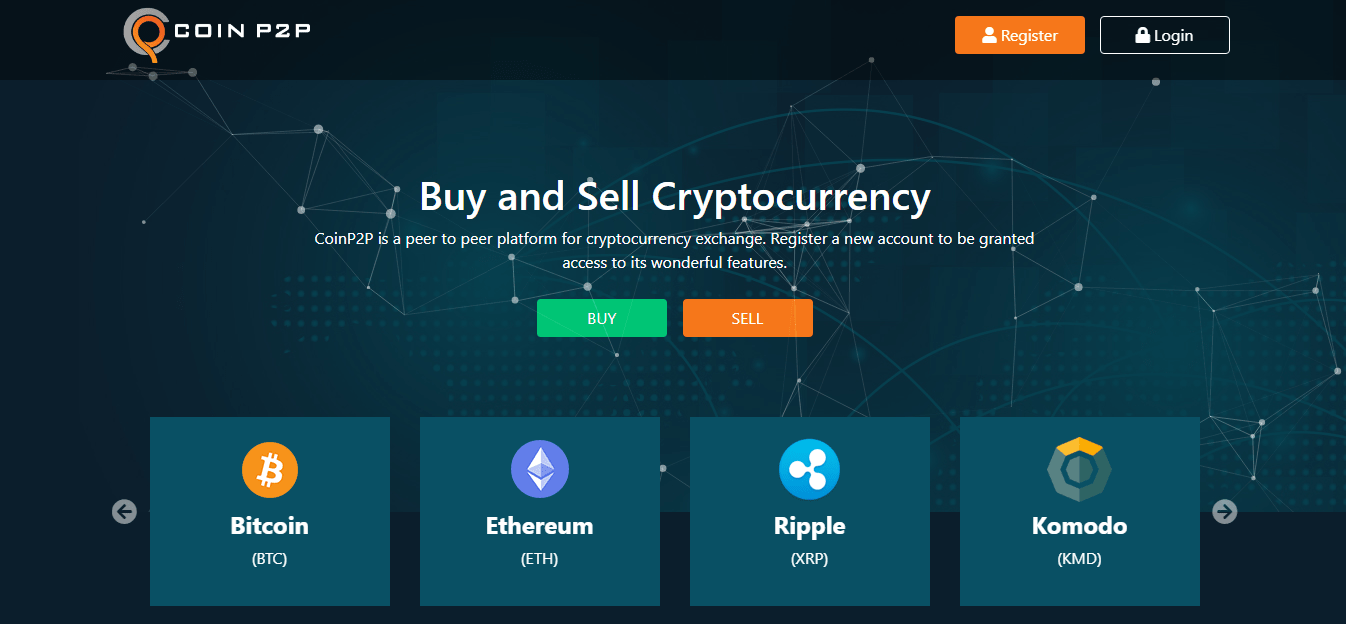 COIN P2P
Register
Login
Buy and Sell Cryptocurrency
CoinP2P is a peer to peer platform for cryptocurrency exchange. Register a new account to be granted
access to its wonderful features.
BUY
SELL
Bitcoin
(BTC)
Ethereum
(ETH)
Ripple
(XRP)
Komodo
(KMD)